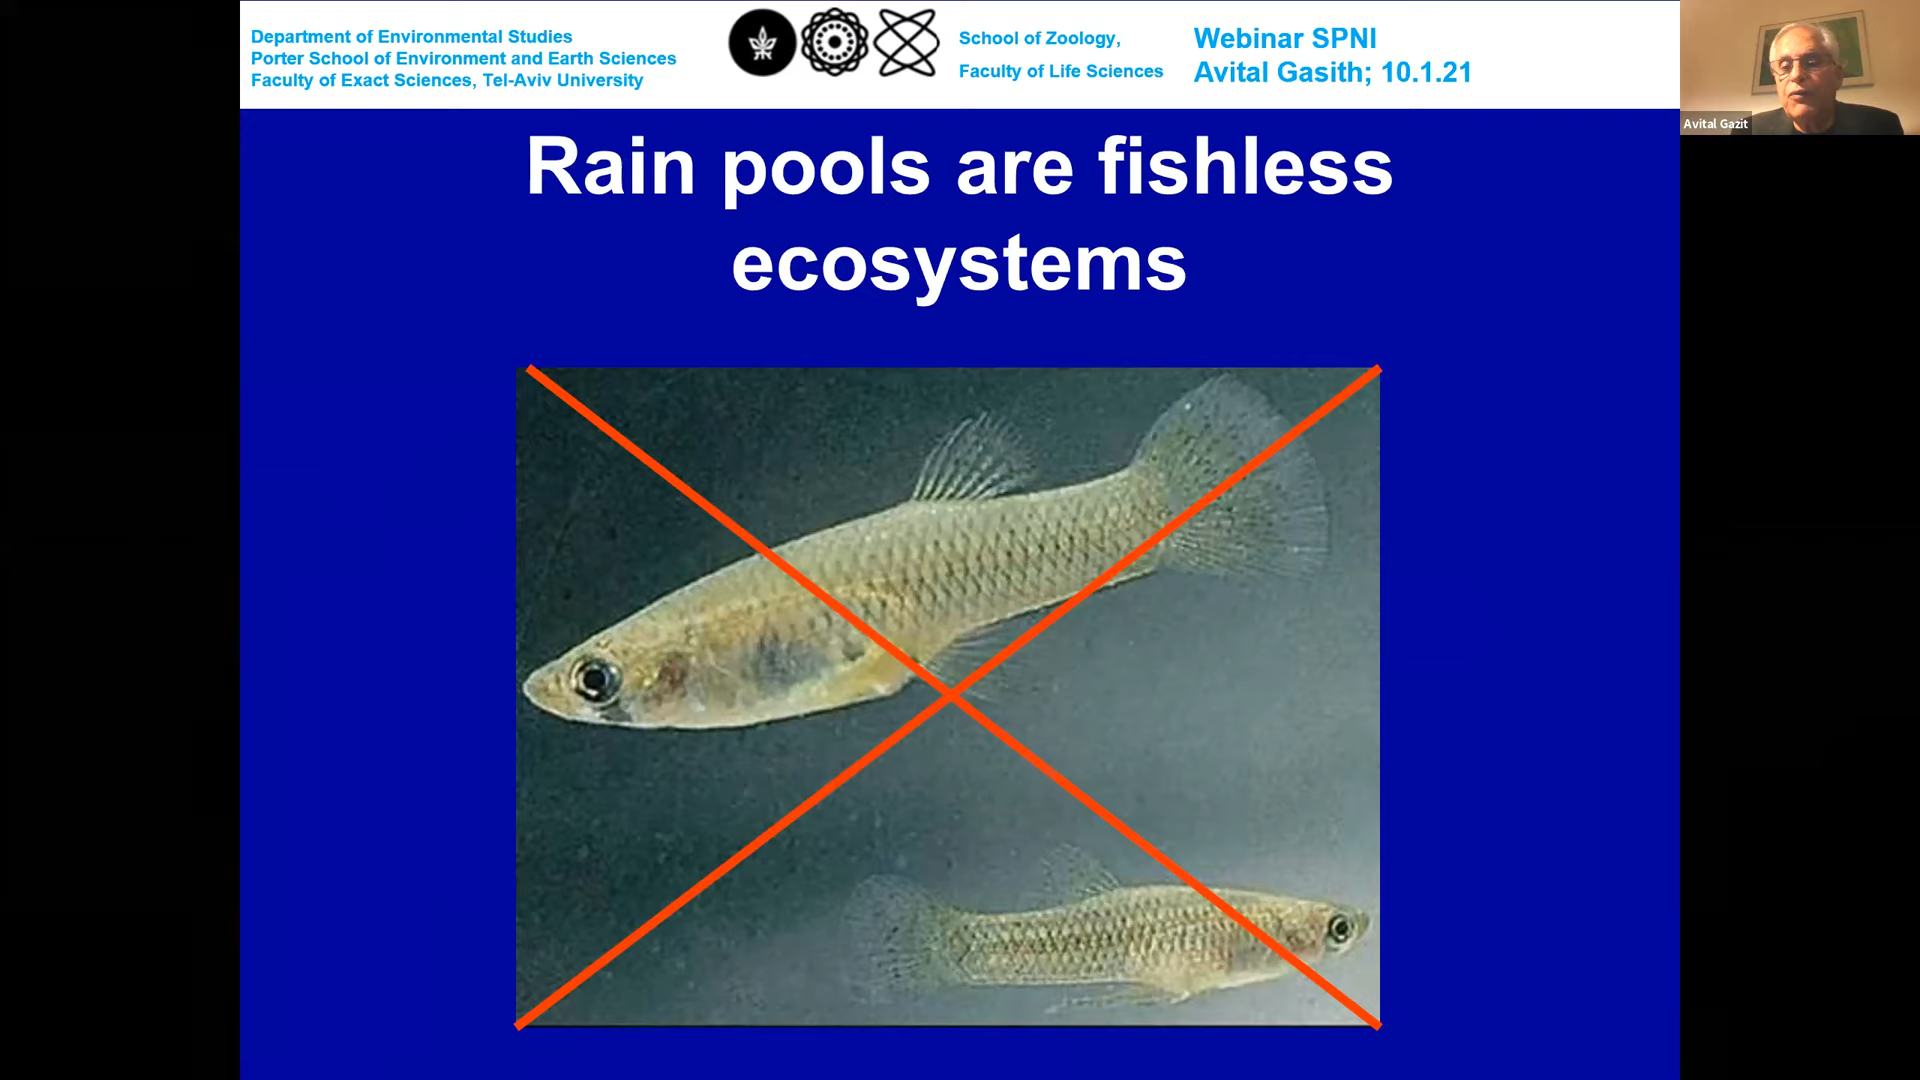 Department of Environmental Studies
Porter School of Environment and Earth Sciences
Faculty of Exact Sciences, Tel-Aviv University
School of Zoology,
Faculty of Life Sciences
Webinar SPNI
Avital Gasith; 10.1.21
Avital Gazit
Rain pools are fishless
ecosystems